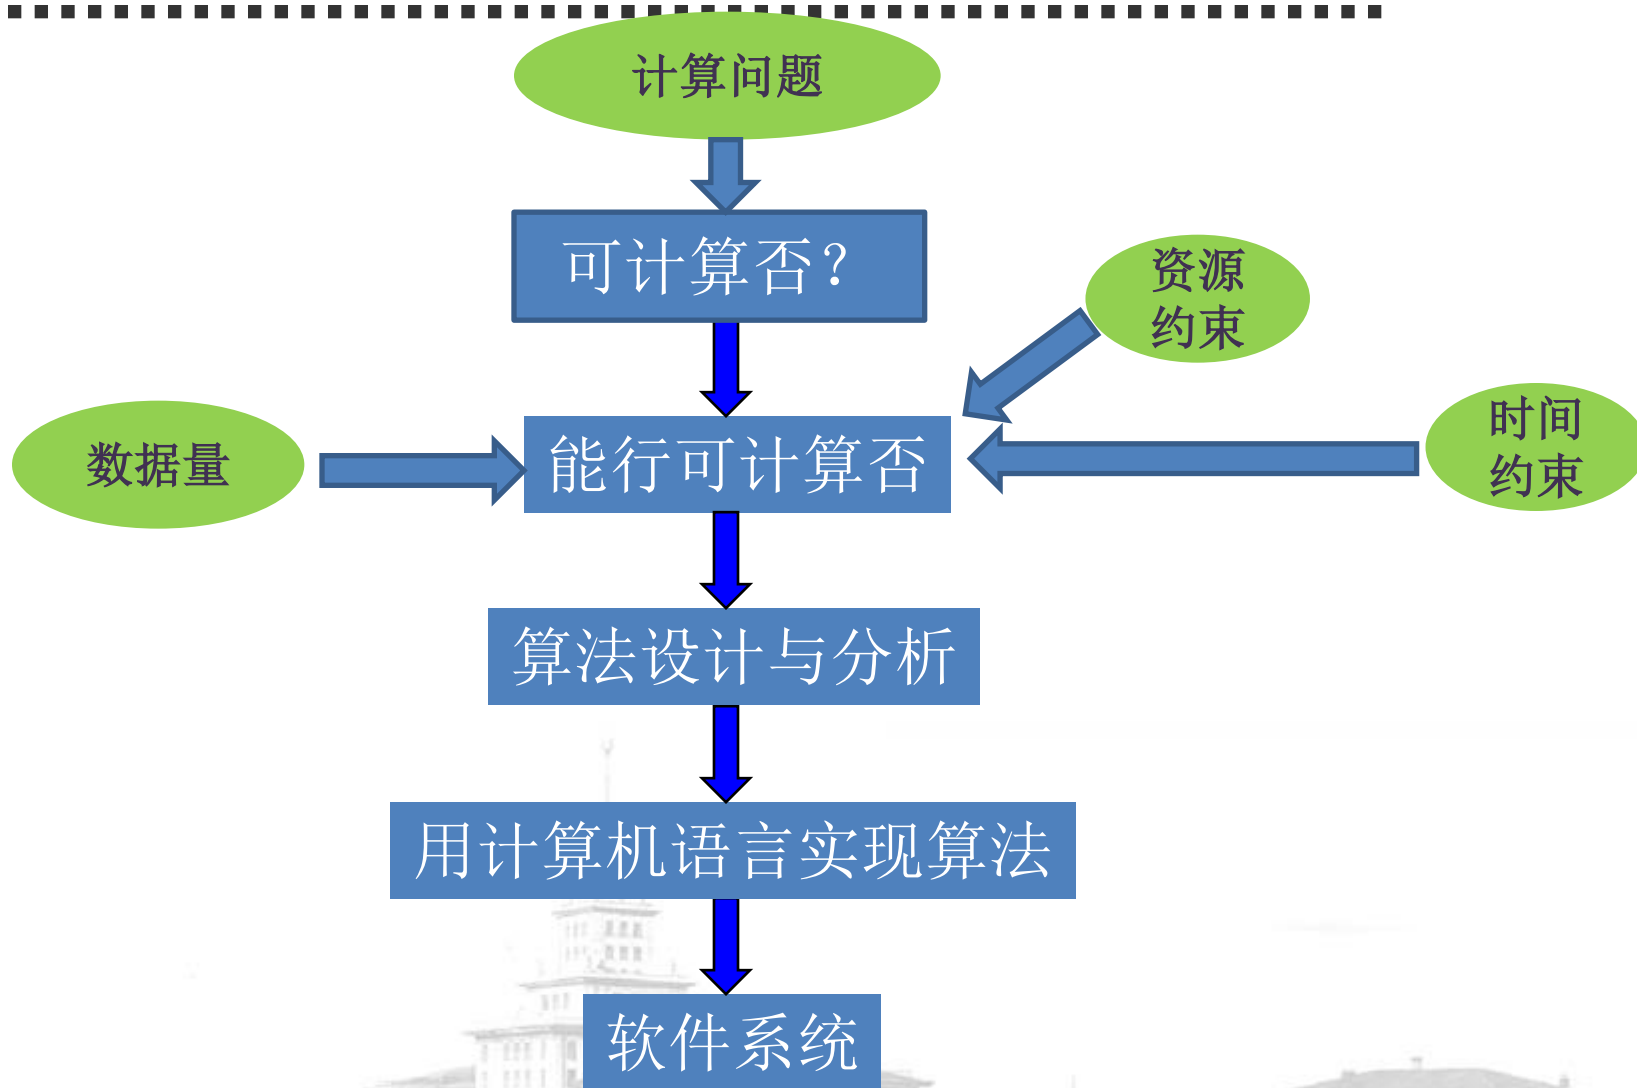 计算问题
可计算否？
资源
约束
数据量
能行可计算否
时间
约束
算法设计与分析
用计算机语言实现算法
软件系统